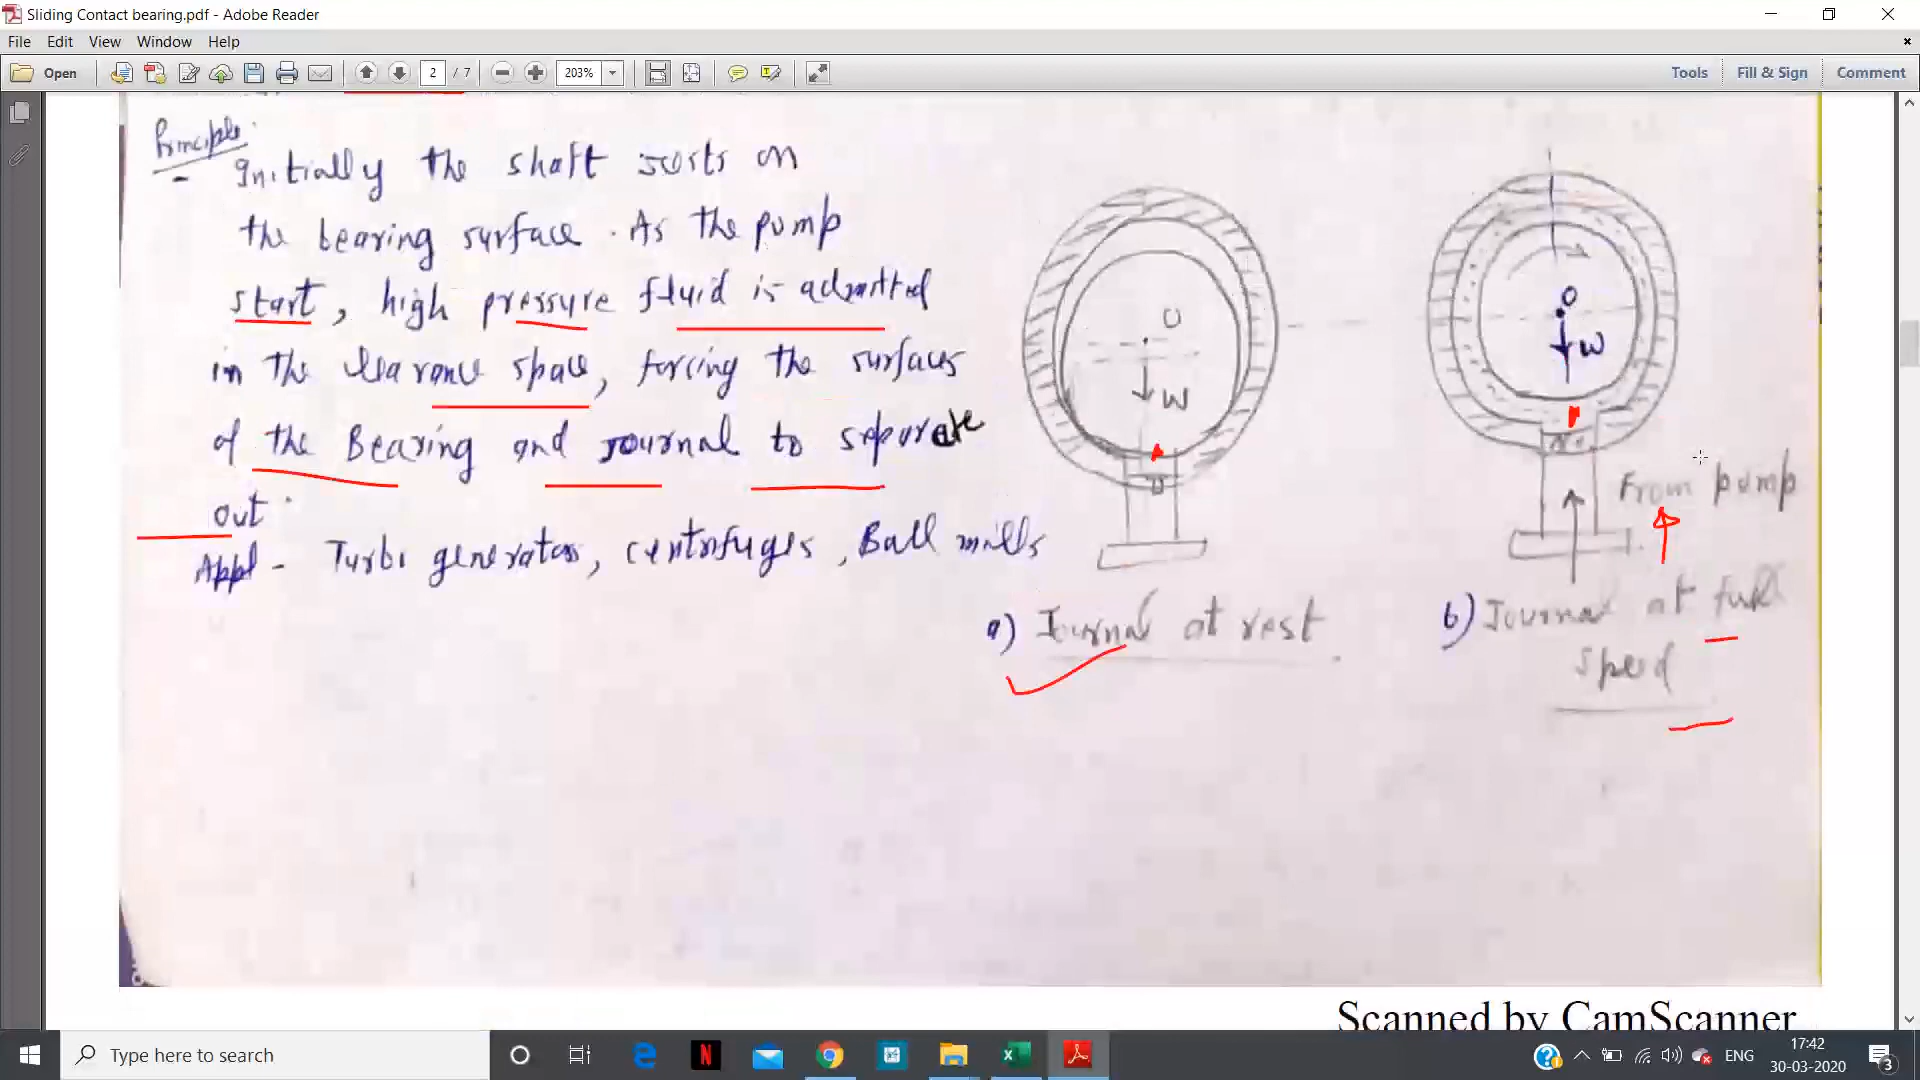 Sliding Contact bearing.pdf - Adobe Reader
File Edit View Window Help
Open 2 / 7 203% Tools Fill & Sign Comment
Principle:
- Initially the shaft rests on
the bearing surface. As the pump
start, high pressure fluid is admitted
in the clearance space, forcing the surfaces
of the Bearing and Journal to separate
out.
Appl - Turbo generators, centrifuges, Ball mills
O
W
O
W
From pump
a) Journal at rest
b) Journal at full
speed
Scanned by CamScanner
Type here to search
ENG
17:42
30-03-2020
3